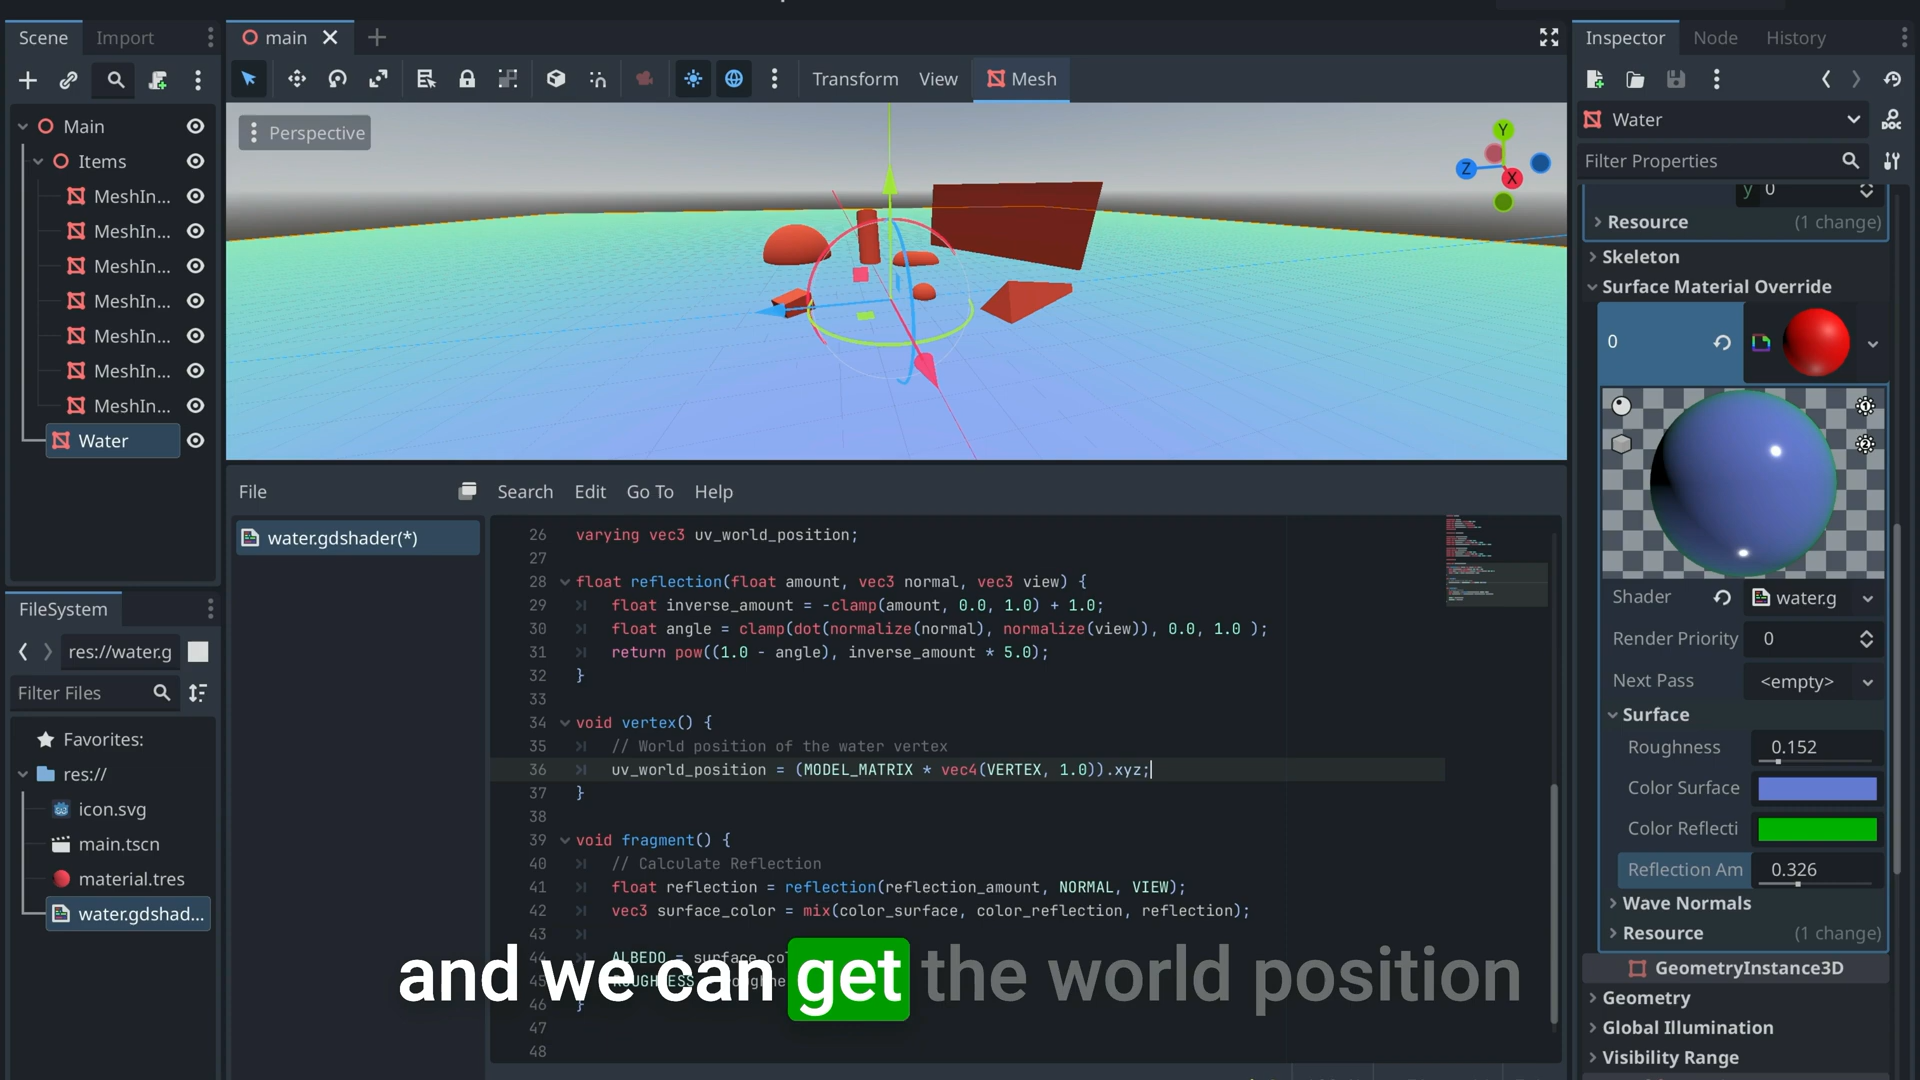 Scene
Import
Main
Items
MeshIn...
MeshIn...
MeshIn...
MeshIn...
MeshIn...
MeshIn...
MeshIn...
Water
FileSystem
res://water.g
Filter Files
Favorites:
res://
icon.svg
main.tscn
material.tres
water.gdshad...
main
Transform View Mesh
Perspective
Y
Z
X
File
water.gdshader(*)
Search Edit Go To Help
26 varying vec3 uv_world_position;
27
28 float reflection(float amount, vec3 normal, vec3 view) {
29 float inverse_amount = -clamp(amount, 0.0, 1.0) + 1.0;
30 float angle = clamp(dot(normalize(normal), normalize(view)), 0.0, 1.0 );
31 return pow((1.0 - angle), inverse_amount * 5.0);
32 }
33
34 void vertex() {
35 // World position of the water vertex
36 uv_world_position = (MODEL_MATRIX * vec4(VERTEX, 1.0)).xyz;
37 }
38
39 void fragment() {
40 // Calculate Reflection
41 float reflection = reflection(reflection_amount, NORMAL, VIEW);
42 vec3 surface_color = mix(color_surface, color_reflection, reflection);
43
44 ALBEDO = surface_co
45 ROUGHNESS
46 }
47
48
and we can get the world position
Inspector Node History
Water
Filter Properties
y 0
Resource (1 change)
Skeleton
Surface Material Override
0
Shader water.g
Render Priority 0
Next Pass <empty>
Surface
Roughness 0.152
Color Surface
Color Reflecti
Reflection Am 0.326
Wave Normals
Resource (1 change)
GeometryInstance3D
Geometry
Global Illumination
Visibility Range